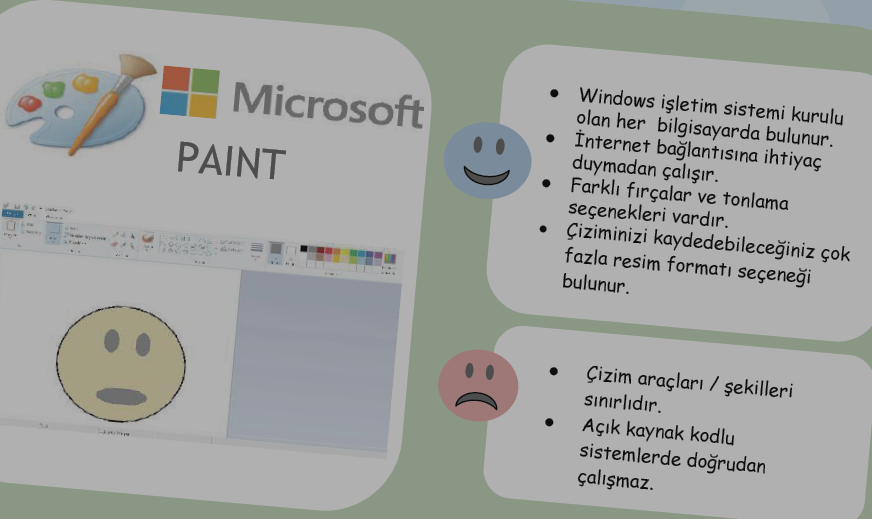 Microsoft
PAINT
Windows işletim sistemi kurulu
olan her bilgisayarda bulunur.
İnternet bağlantısına ihtiyaç
duymadan çalışır.
Farklı fırçalar ve tonlama
seçenekleri vardır.
Çiziminizi kaydedebileceğiniz çok
fazla resim formatı seçeneği
bulunur.
Çizim araçları / şekilleri
sınırlıdır.
Açık kaynak kodlu
sistemlerde doğrudan
çalışmaz.